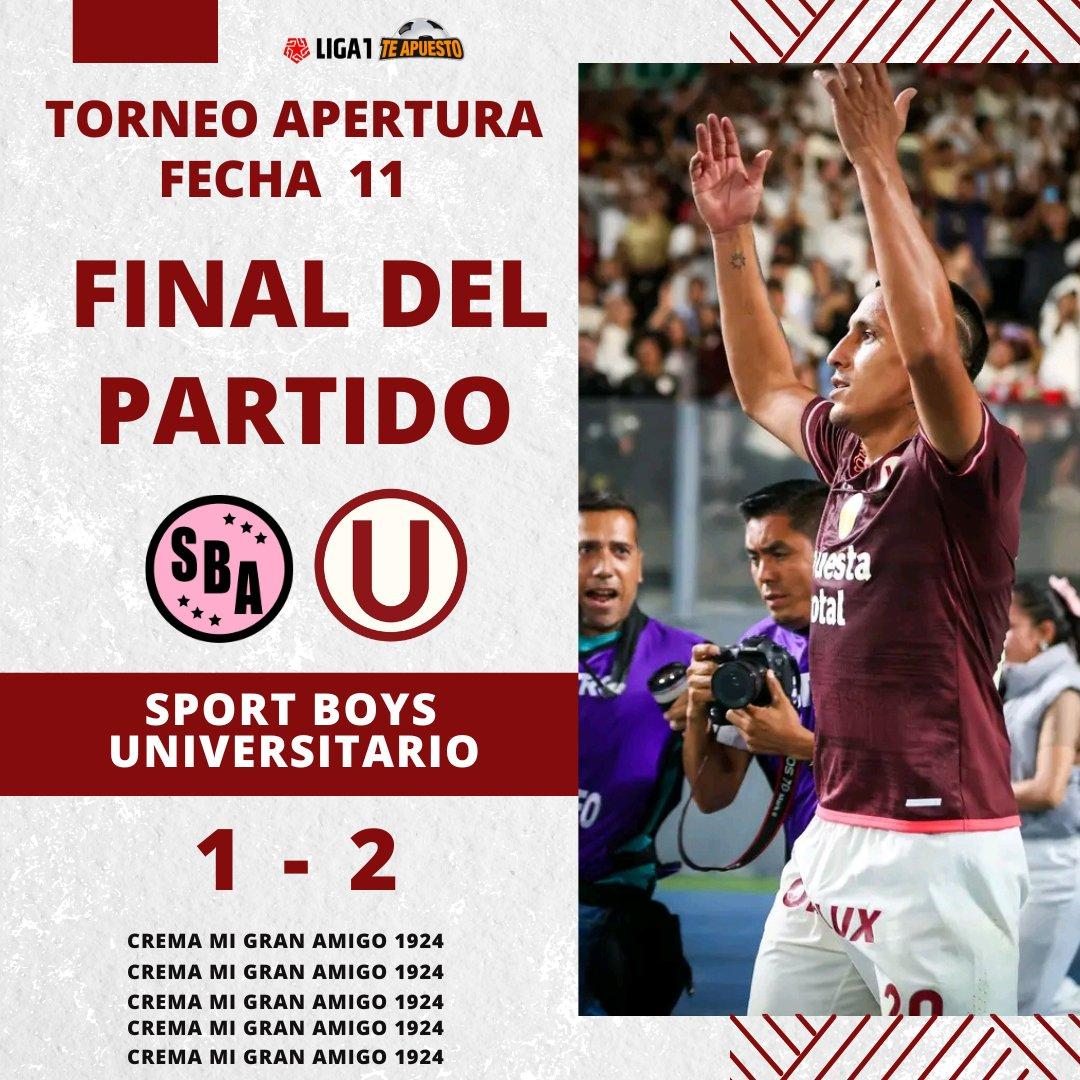 LIGA1 TE APUESTO
TORNEO APERTURA
FECHA 11
FINAL DEL
PARTIDO
SBA
U
SPORT BOYS
UNIVERSITARIO
1 - 2
CREMA MI GRAN AMIGO 1924
CREMA MI GRAN AMIGO 1924
CREMA MI GRAN AMIGO 1924
CREMA MI GRAN AMIGO 1924
CREMA MI GRAN AMIGO 1924
uesta
otal
20